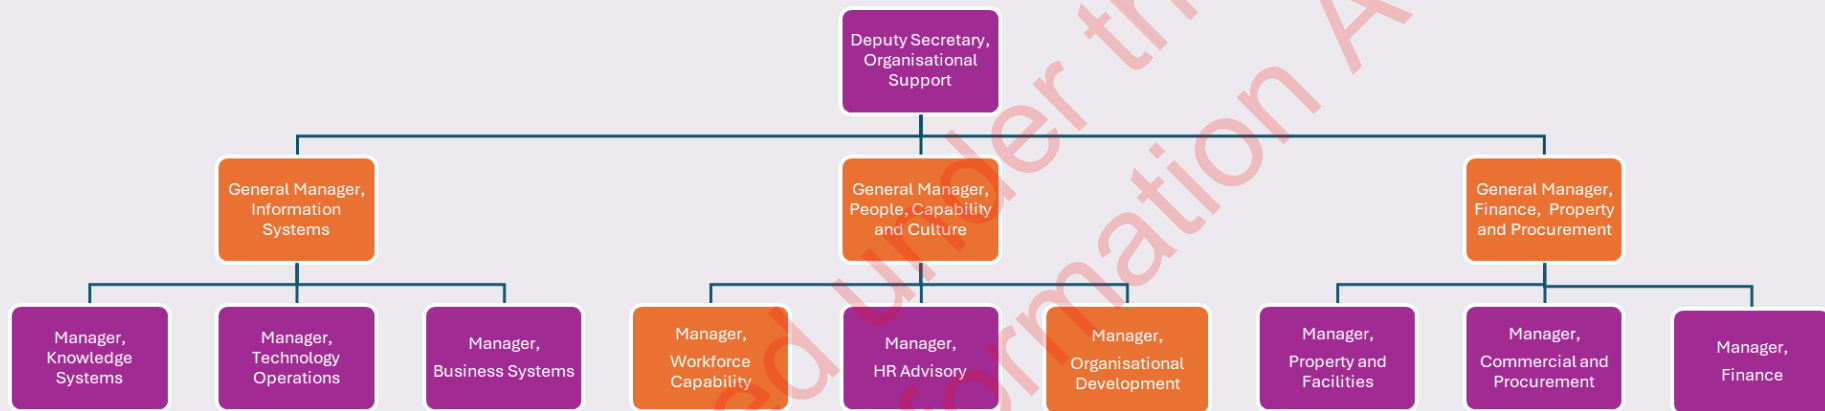 Deputy Secretary,
Organisational
Support
General Manager,
Information
Systems
General Manager,
People, Capability
and Culture
General Manager,
Finance, Property
and Procurement
Manager,
Knowledge
Systems
Manager,
Technology
Operations
Manager,
Business Systems
Manager,
Workforce
Capability
Manager,
HR Advisory
Manager,
Organisational
Development
Manager,
Property and
Facilities
Manager,
Commercial and
Procurement
Manager,
Finance
under